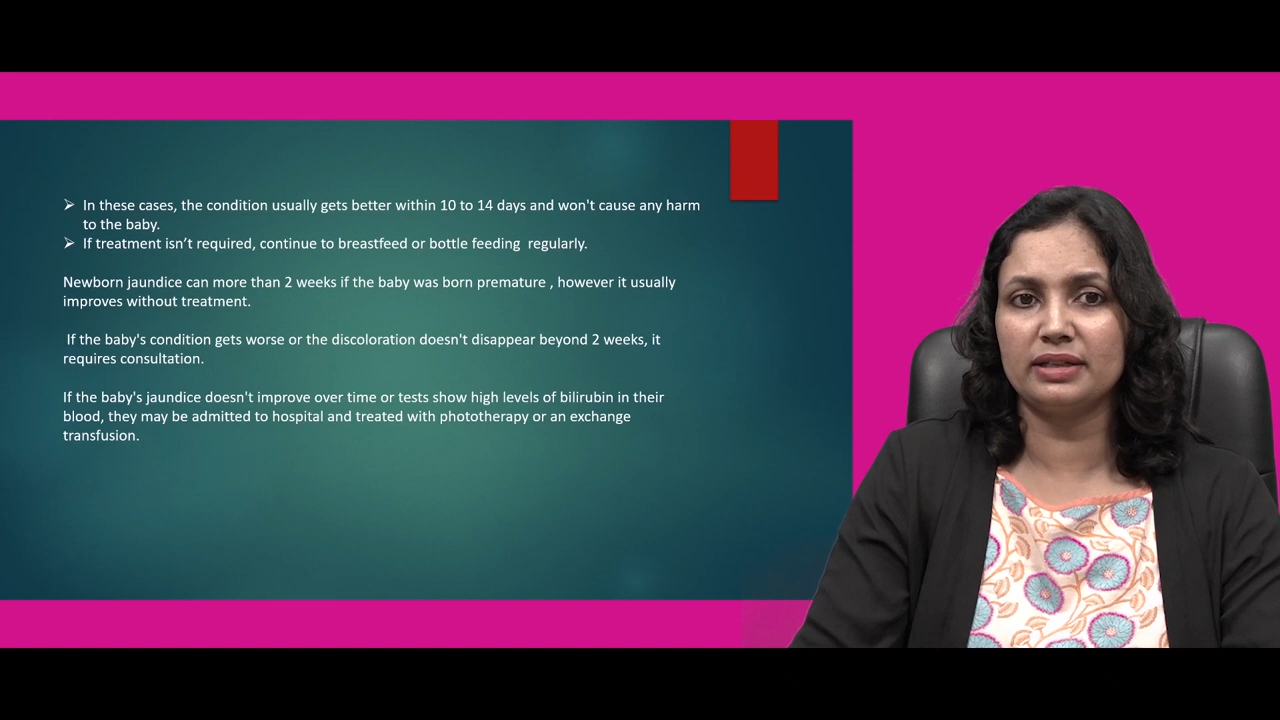 ➢ In these cases, the condition usually gets better within 10 to 14 days and won't cause any harm
to the baby.
➢ If treatment isn’t required, continue to breastfeed or bottle feeding  regularly.
Newborn jaundice can more than 2 weeks if the baby was born premature , however it usually
improves without treatment.
If the baby's condition gets worse or the discoloration doesn't disappear beyond 2 weeks, it
requires consultation.
If the baby's jaundice doesn't improve over time or tests show high levels of bilirubin in their
blood, they may be admitted to hospital and treated with phototherapy or an exchange
transfusion.